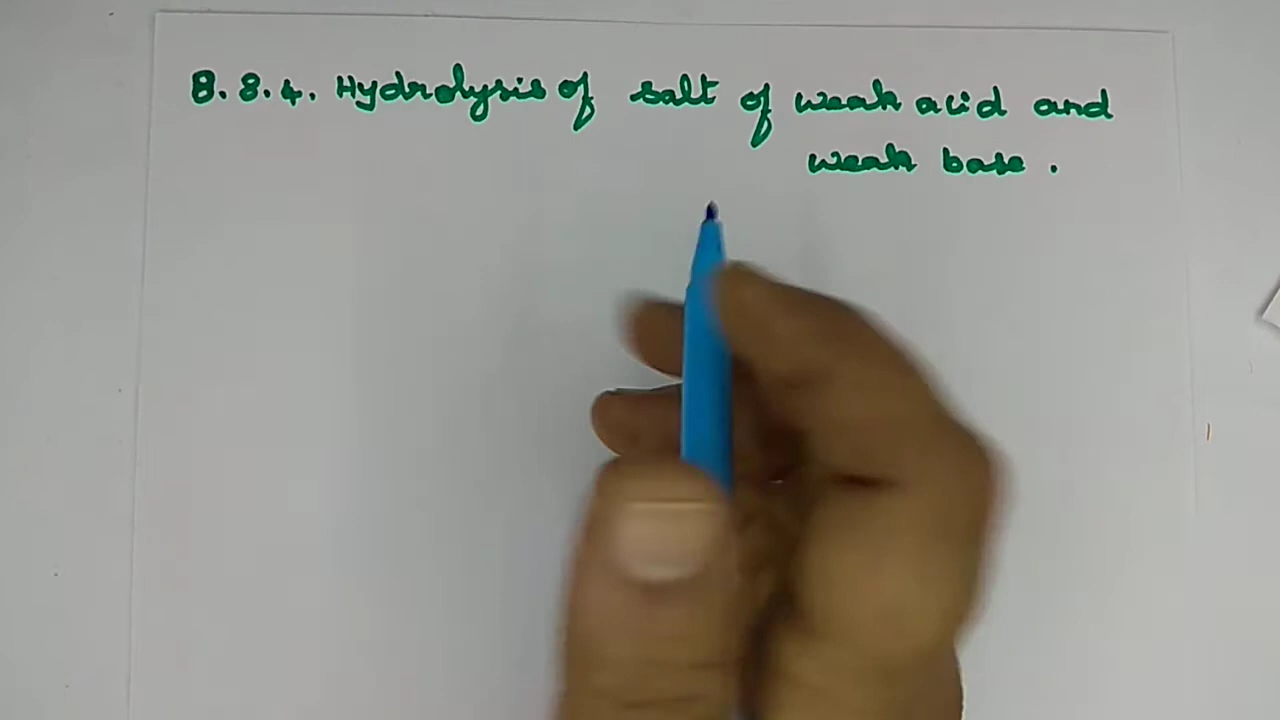 8.8.4. Hydrolysis of salt of weak acid and
weak base.